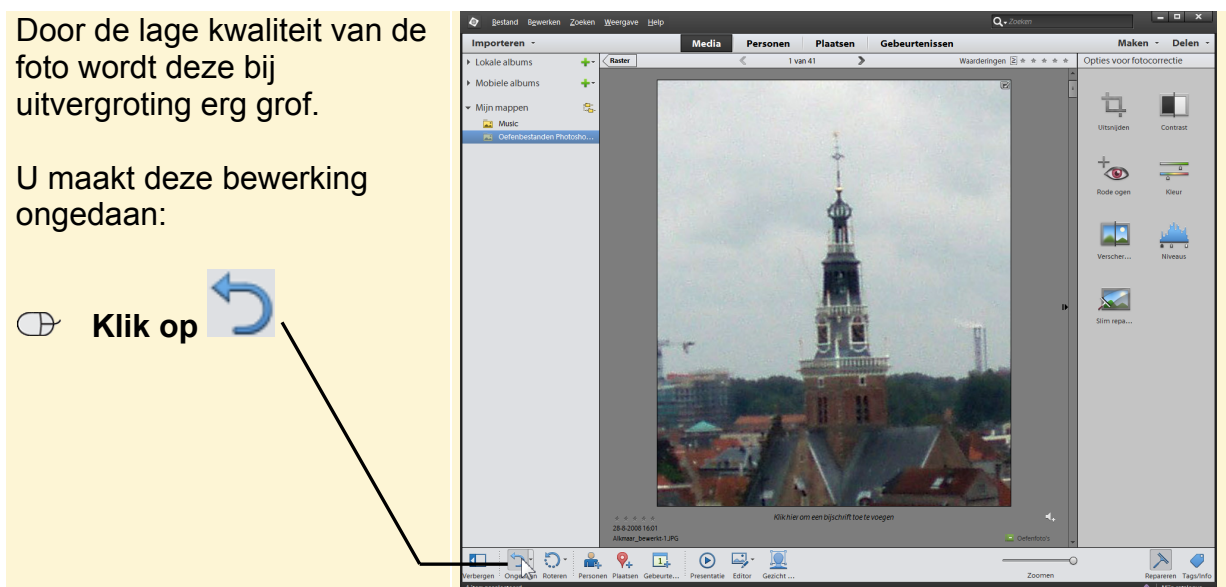 Door de lage kwaliteit van de
foto wordt deze bij
uitvergroting erg grof.
U maakt deze bewerking
ongedaan:
Klik op
Bestand Bewerken Zoeken Weergave Help
Zoeken
Importeren
Media Personen Plaatsen Gebeurtenissen
Maken Delen
Lokale albums
Raster
1 van 41
Waarderingen
Opties voor fotocorrectie
Mobiele albums
Mijn mappen
Music
Oefenbestanden Photosho...
Uitsnijden Contrast
Rode ogen Kleur
Verscher... Niveaus
Slim repa...
Klik hier om een bijschrift toe te voegen
28-8-2008 16:01
Alkmaar_bewerkt-1.JPG
Oefenfoto's
Verbergen Roteren Personen Plaatsen Gebeurte... Presentatie Editor Gezicht ... Zoomen Repareren Tags/Info